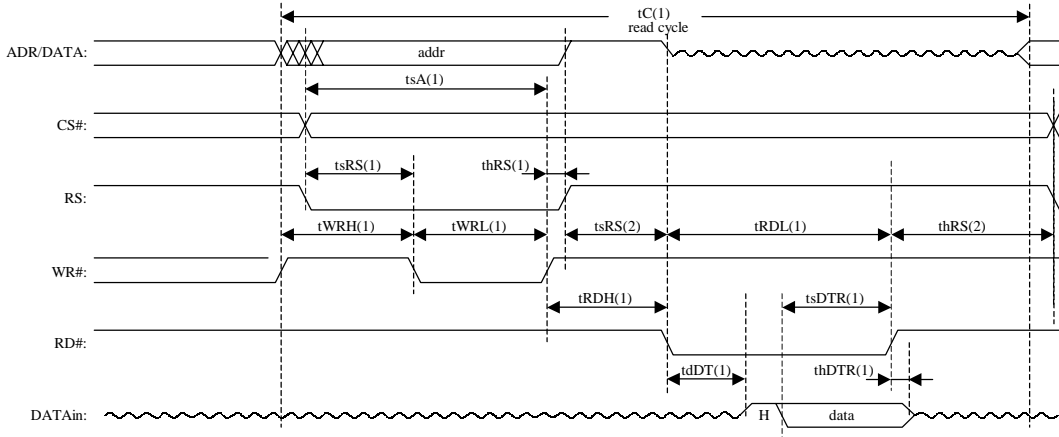 tC(1)
read cycle
ADR/DATA: addr
tsA(1)
CS#:
tsRS(1) thRS(1)
RS:
tWRH(1) tWRL(1) tsRS(2) tRDL(1) thRS(2)
WR#:
tRDH(1) tsDTR(1)
RD#:
tdDT(1) thDTR(1)
DATAin: H data